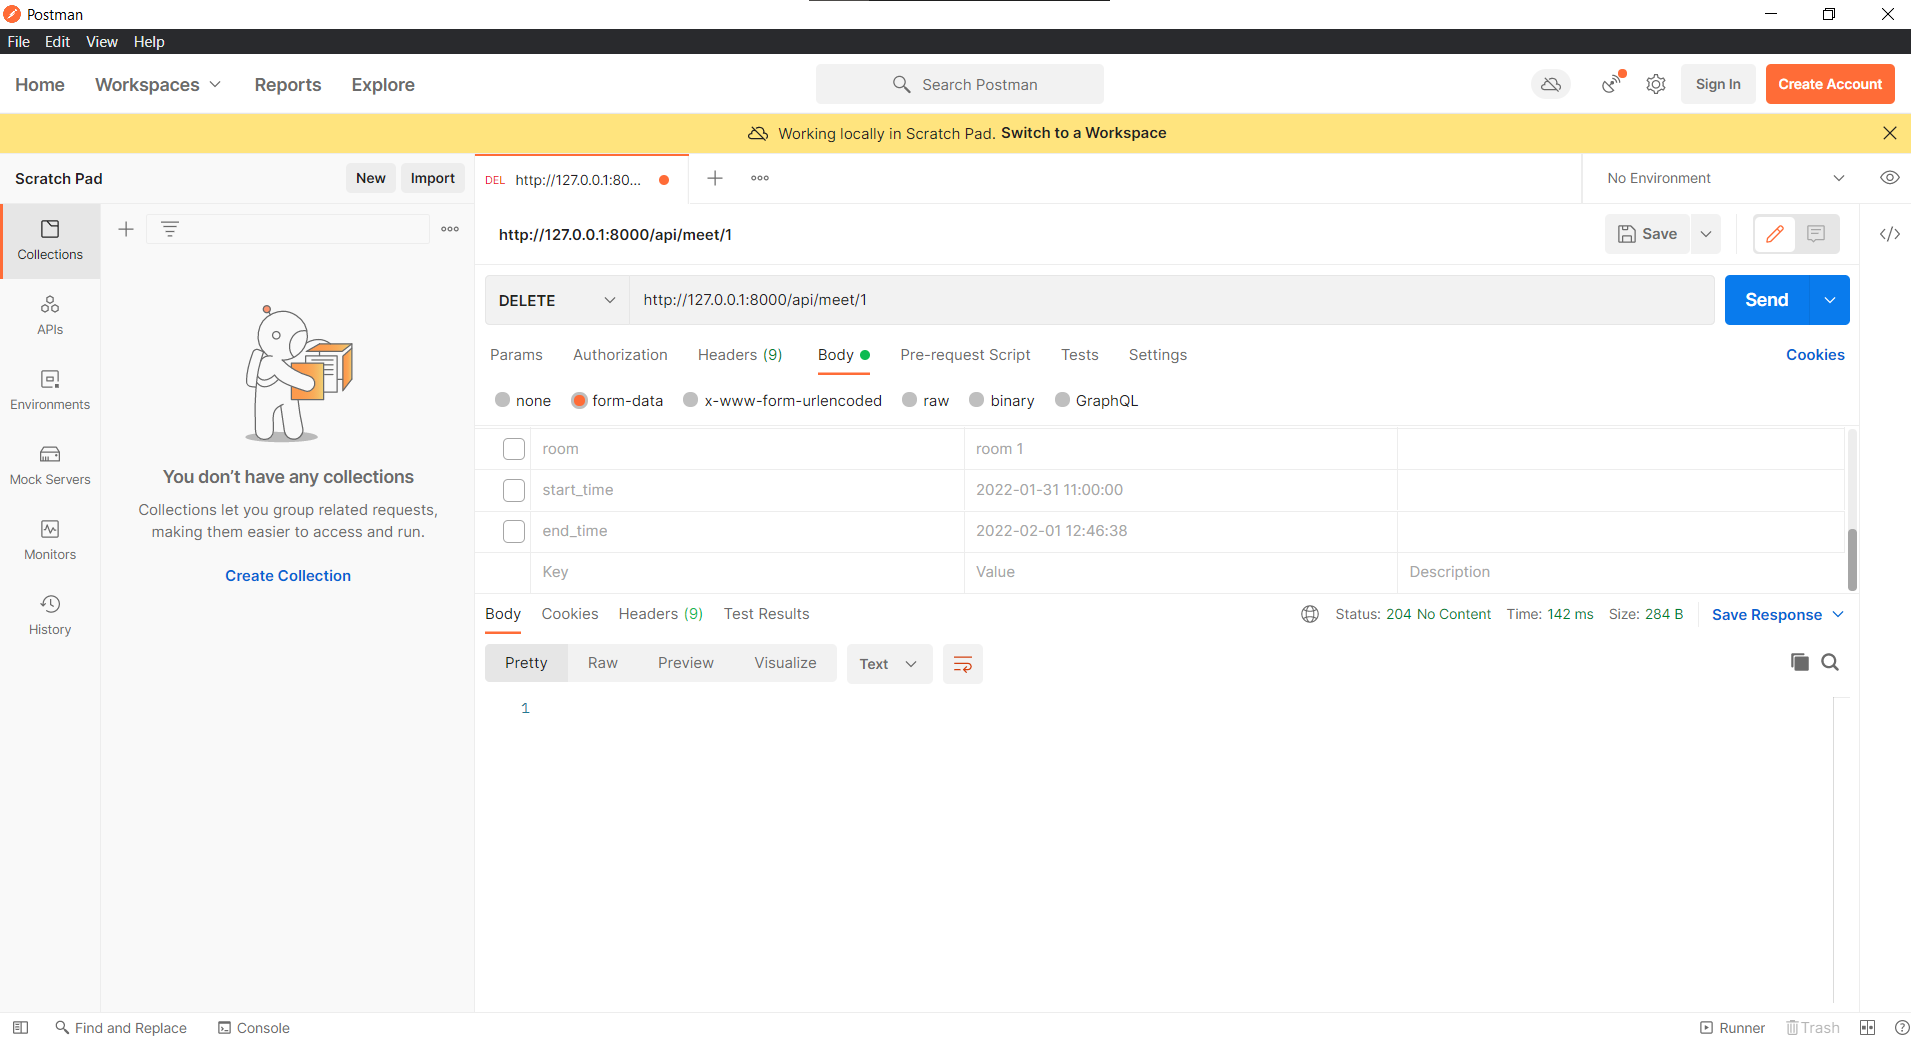 Postman
File Edit View Help
Home Workspaces Reports Explore
Search Postman
Sign In Create Account
Working locally in Scratch Pad. Switch to a Workspace
Scratch Pad New Import
DEL http://127.0.0.1:80...
No Environment
Collections
APIs
Environments
Mock Servers
Monitors
History
You don’t have any collections
Collections let you group related requests,
making them easier to access and run.
Create Collection
http://127.0.0.1:8000/api/meet/1
Save
DELETE http://127.0.0.1:8000/api/meet/1
Send
Params Authorization Headers (9) Body Pre-request Script Tests Settings Cookies
none form-data x-www-form-urlencoded raw binary GraphQL
room room 1
start_time 2022-01-31 11:00:00
end_time 2022-02-01 12:46:38
Key Value Description
Body Cookies Headers (9) Test Results Status: 204 No Content Time: 142 ms Size: 284 B Save Response
Pretty Raw Preview Visualize Text
1
Find and Replace Console Runner Trash